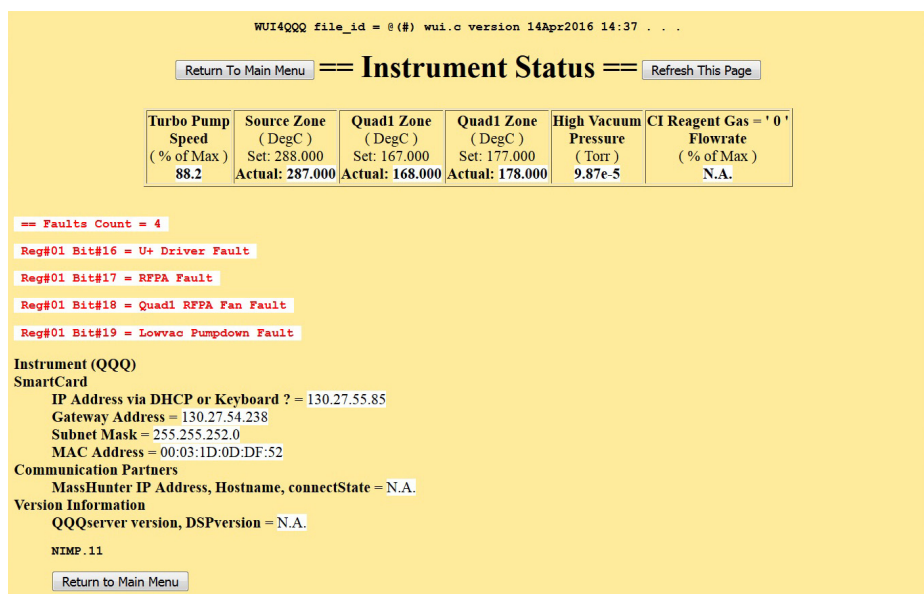 WUI4QQQ file_id = @(#) wui.c version 14Apr2016 14:37 . . .
Return To Main Menu == Instrument Status == Refresh This Page
Turbo Pump Source Zone Quad1 Zone Quad1 Zone High Vacuum CI Reagent Gas = ' 0 '
Speed ( DegC ) ( DegC ) ( DegC ) Pressure Flowrate
( % of Max ) Set: 288.000 Set: 167.000 Set: 177.000 ( Torr ) ( % of Max )
88.2 Actual: 287.000 Actual: 168.000 Actual: 178.000 9.87e-5 N.A.
== Faults Count = 4
Reg#01 Bit#16 = U+ Driver Fault
Reg#01 Bit#17 = RFPA Fault
Reg#01 Bit#18 = Quad1 RFPA Fan Fault
Reg#01 Bit#19 = Lowvac Pumpdown Fault
Instrument (QQQ)
SmartCard
IP Address via DHCP or Keyboard ? = 130.27.55.85
Gateway Address = 130.27.54.238
Subnet Mask = 255.255.252.0
MAC Address = 00:03:1D:0D:DF:52
Communication Partners
MassHunter IP Address, Hostname, connectState = N.A.
Version Information
QQQserver version, DSPversion = N.A.
NIMP.11
Return to Main Menu